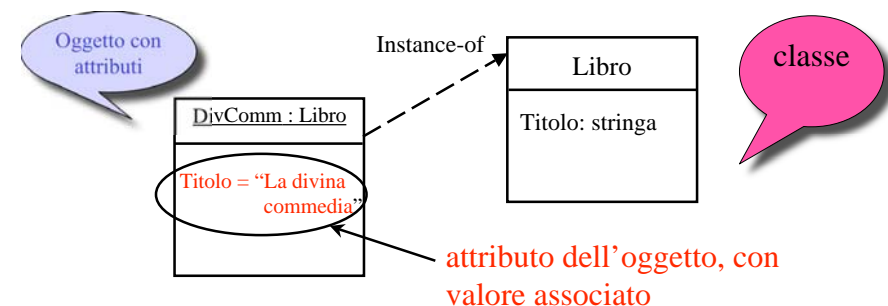 Oggetto con
attributi
Instance-of
Libro
classe
DivComm : Libro
Titolo: stringa
Titolo = “La divina
commedia”
attributo dell’oggetto, con
valore associato